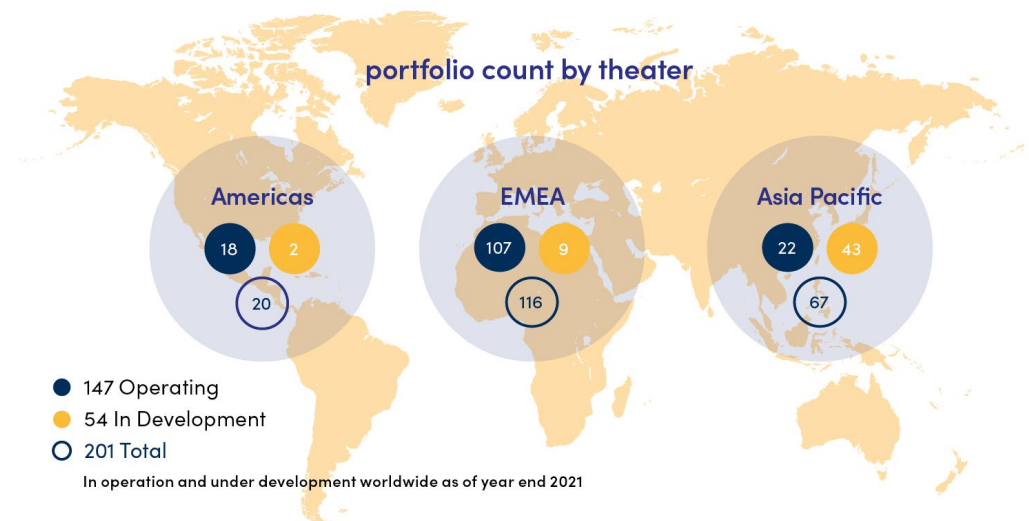 portfolio count by theater
Americas
18
2
20
EMEA
107
9
116
Asia Pacific
22
43
67
147 Operating
54 In Development
201 Total
In operation and under development worldwide as of year end 2021